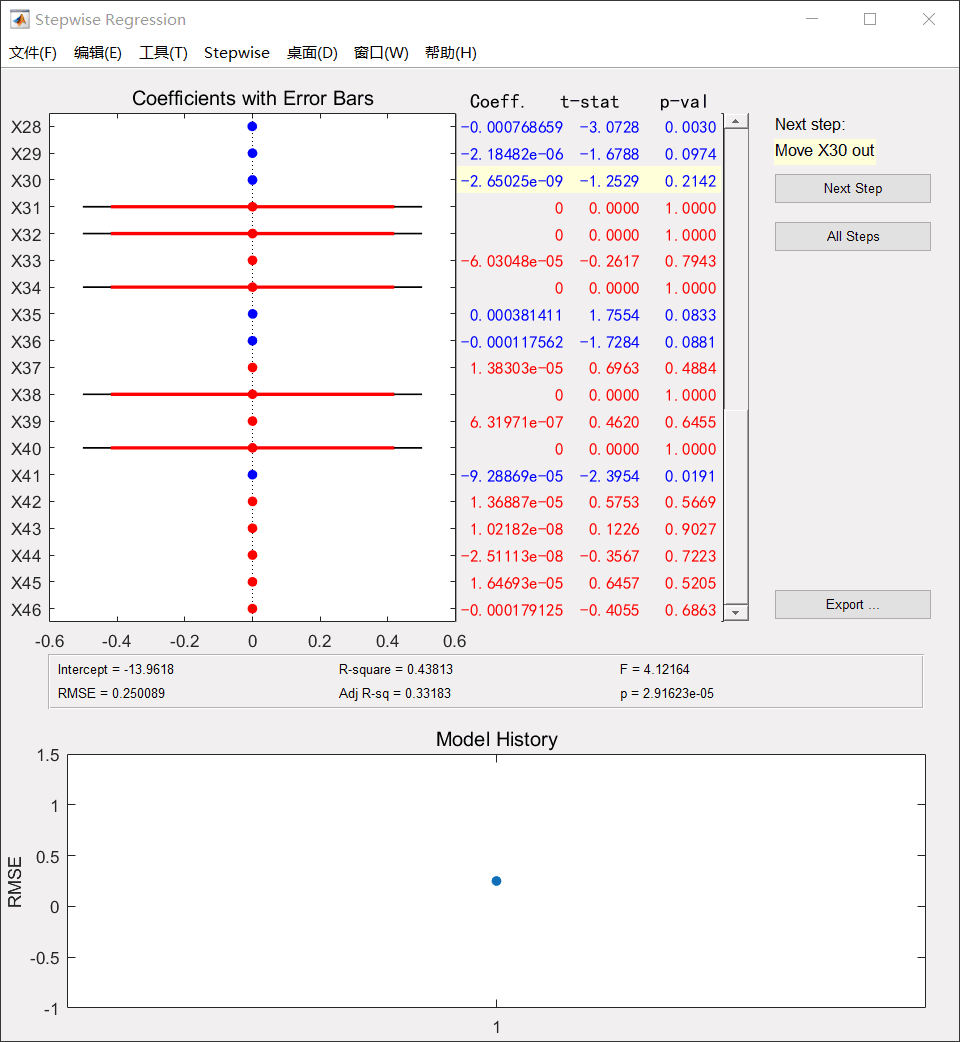 Stepwise Regression
文件(F) 编辑(E) 工具(T) Stepwise 桌面(D) 窗口(W) 帮助(H)
Coefficients with Error Bars
Coeff. t-stat p-val
X28 -0.000768659 -3.0728 0.0030
X29 -2.18482e-06 -1.6788 0.0974
X30 -2.65025e-09 -1.2529 0.2142
X31 0 0.0000 1.0000
X32 0 0.0000 1.0000
X33 -6.03048e-05 -0.2617 0.7943
X34 0 0.0000 1.0000
X35 0.000381411 1.7554 0.0833
X36 -0.000117562 -1.7284 0.0881
X37 1.38303e-05 0.6963 0.4884
X38 0 0.0000 1.0000
X39 6.31971e-07 0.4620 0.6455
X40 0 0.0000 1.0000
X41 -9.28869e-05 -2.3954 0.0191
X42 1.36887e-05 0.5753 0.5669
X43 1.02182e-08 0.1226 0.9027
X44 -2.51113e-08 -0.3567 0.7223
X45 1.64693e-05 0.6457 0.5205
X46 -0.000179125 -0.4055 0.6863
-0.6 -0.4 -0.2 0 0.2 0.4 0.6
Next step:
Move X30 out
Next Step
All Steps
Export ...
Intercept = -13.9618 R-square = 0.43813 F = 4.12164
RMSE = 0.250089 Adj R-sq = 0.33183 p = 2.91623e-05
Model History
1.5
1
0.5
0
-0.5
-1
RMSE
1